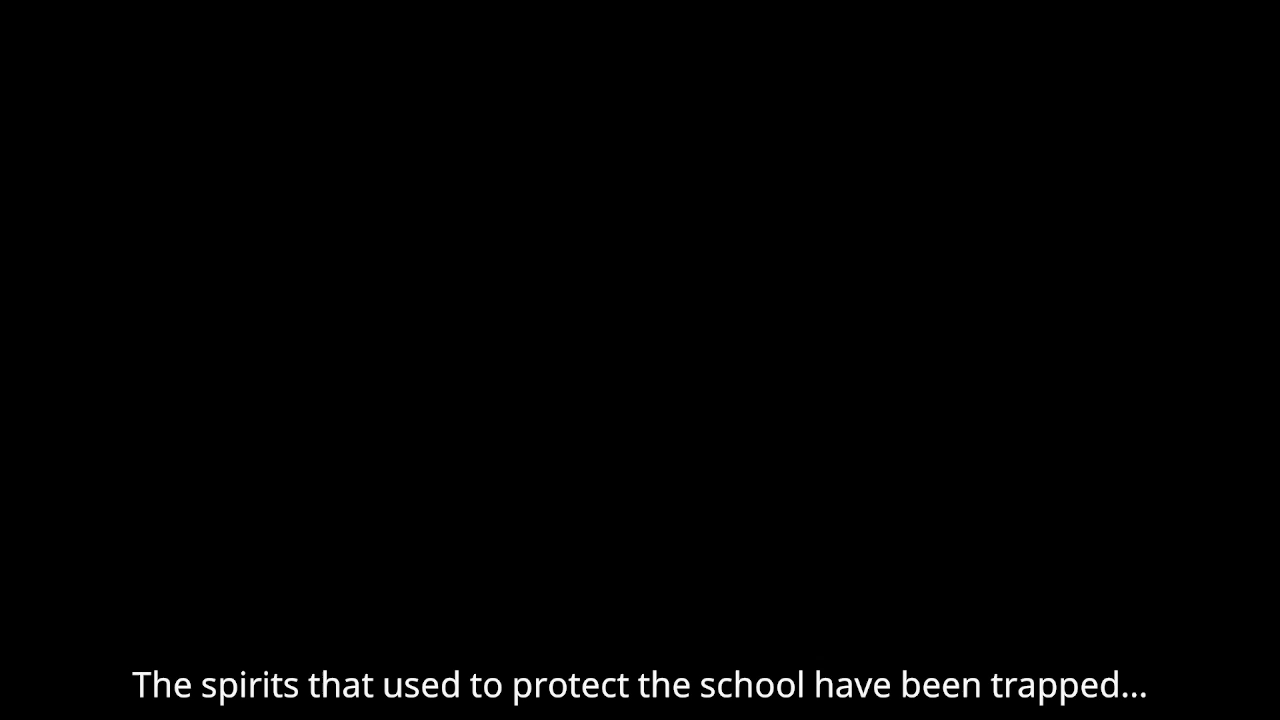 The spirits that used to protect the school have been trapped...